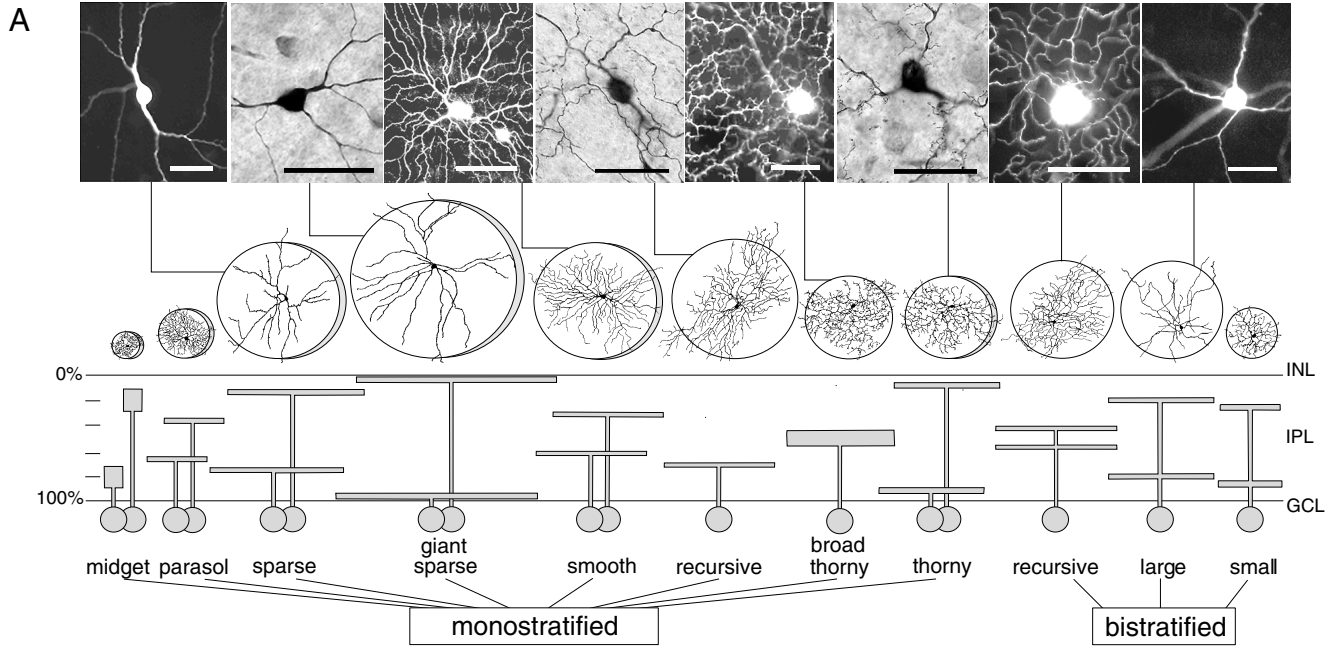 A
0%
INL
IPL
100%
GCL
midget
parasol
sparse
giant
sparse
smooth
recursive
broad
thorny
thorny
recursive
large
small
monostratified
bistratified